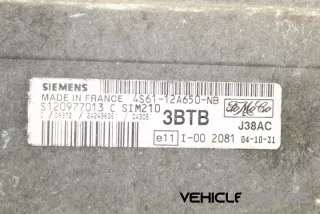 SIEMENS
MADE IN FRANCE 4S61-12A650-NB
S120977013 C SIM210 3BTB J38AC
e11 I-00 2081 04-10-31
VEHICLE